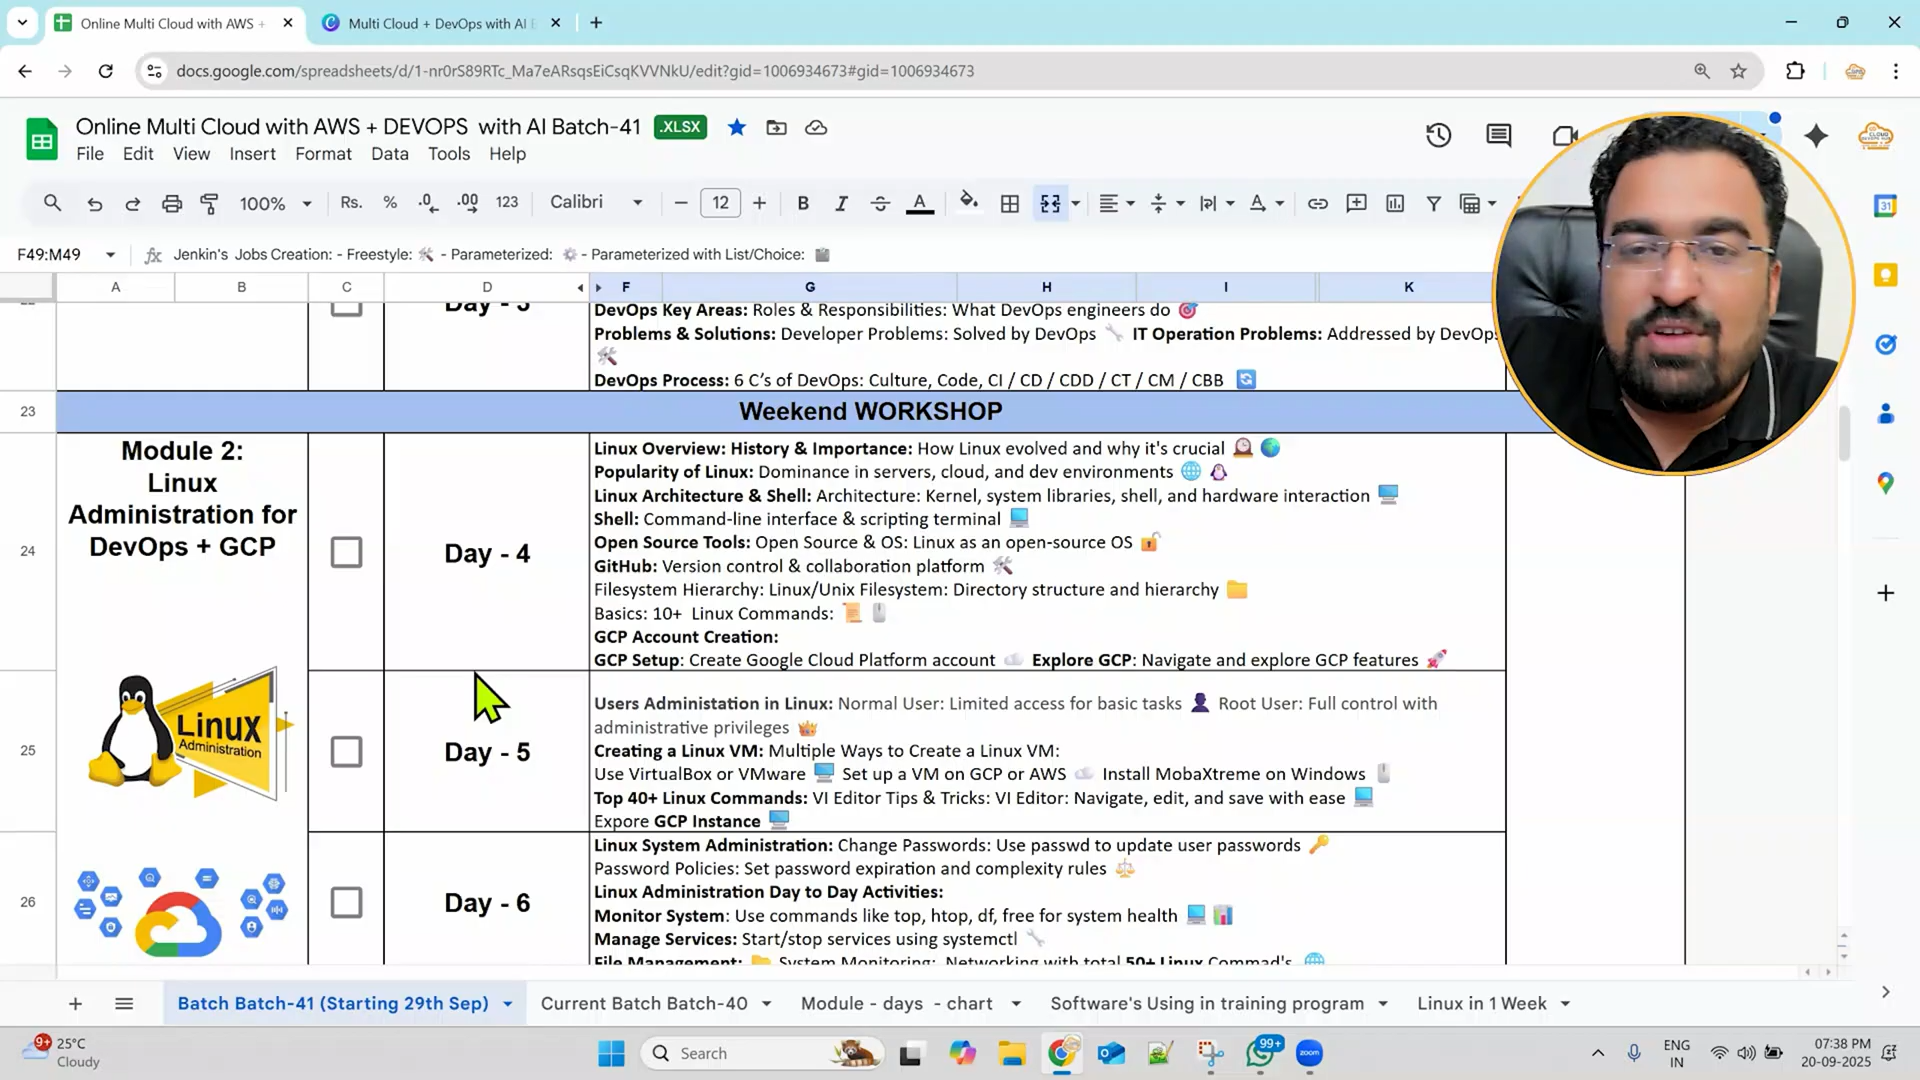 Online Multi Cloud with AWS +
Multi Cloud + DevOps with AI
docs.google.com/spreadsheets/d/1-nr0rS89RTc_Ma7eARsqsEiCsqKVVNkU/edit?gid=1006934673#gid=1006934673
Online Multi Cloud with AWS + DEVOPS with AI Batch-41 .XLSX
File Edit View Insert Format Data Tools Help
100% Rs. % .0 .00 123 Calibri 12 B I A
F49:M49 fx Jenkin's Jobs Creation: - Freestyle: 🛠 - Parameterized: ⚙ - Parameterized with List/Choice: 📋
A B C D F G H I K
Day - 3
DevOps Key Areas: Roles & Responsibilities: What DevOps engineers do 🎯
Problems & Solutions: Developer Problems: Solved by DevOps 🔧 IT Operation Problems: Addressed by DevOps
🛠
DevOps Process: 6 C's of DevOps: Culture, Code, CI / CD / CDD / CT / CM / CBB 🔄
23 Weekend WORKSHOP
Module 2:
Linux
Administration for
DevOps + GCP
24
Day - 4
Linux Overview: History & Importance: How Linux evolved and why it's crucial 🕰 🌍
Popularity of Linux: Dominance in servers, cloud, and dev environments 🌐 🐧
Linux Architecture & Shell: Architecture: Kernel, system libraries, shell, and hardware interaction 🖥
Shell: Command-line interface & scripting terminal 💻
Open Source Tools: Open Source & OS: Linux as an open-source OS 🔓
GitHub: Version control & collaboration platform 🛠
Filesystem Hierarchy: Linux/Unix Filesystem: Directory structure and hierarchy 📁
Basics: 10+ Linux Commands: 📜 🖱
GCP Account Creation:
GCP Setup: Create Google Cloud Platform account ☁ Explore GCP: Navigate and explore GCP features 🚀
Linux
Administration
25
Day - 5
Users Administation in Linux: Normal User: Limited access for basic tasks 👤 Root User: Full control with
administrative privileges 👑
Creating a Linux VM: Multiple Ways to Create a Linux VM:
Use VirtualBox or VMware 🖥 Set up a VM on GCP or AWS ☁ Install MobaXtreme on Windows 🖱
Top 40+ Linux Commands: VI Editor Tips & Tricks: VI Editor: Navigate, edit, and save with ease 💻
Expore GCP Instance 🖥
26
Day - 6
Linux System Administration: Change Passwords: Use passwd to update user passwords 🔑
Password Policies: Set password expiration and complexity rules ⚖
Linux Administration Day to Day Activities:
Monitor System: Use commands like top, htop, df, free for system health 💻 📊
Manage Services: Start/stop services using systemctl 🔧
File Management: 📁 System Monitoring: Networking with total 50+ Linux Commad's 🌐
Batch Batch-41 (Starting 29th Sep) Current Batch Batch-40 Module - days - chart Software's Using in training program Linux in 1 Week
9+ 25°C
Cloudy
Search
99+
zoom
ENG
IN
07:38 PM
20-09-2025